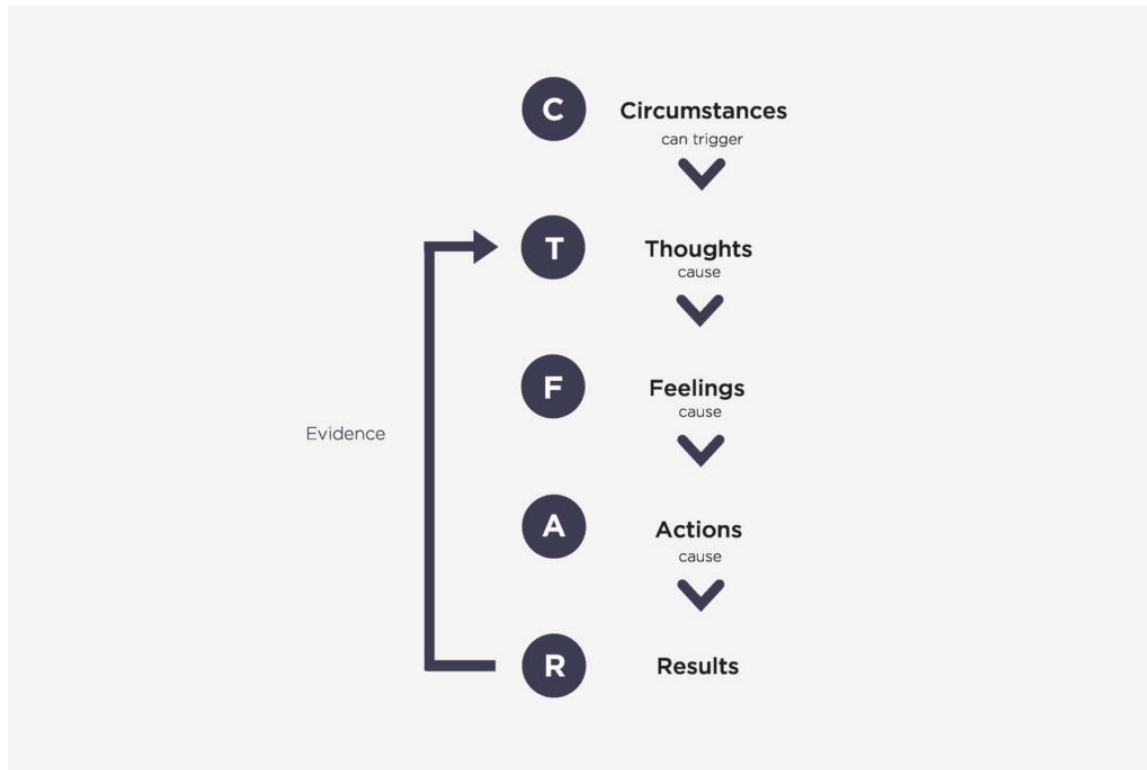 C
Circumstances
can trigger
T
Thoughts
cause
F
Feelings
cause
Evidence
A
Actions
cause
R
Results